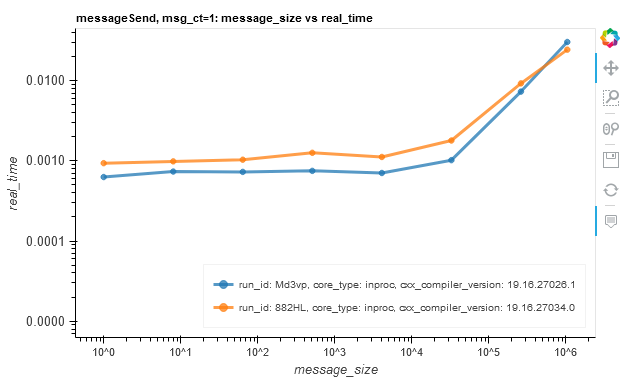 messageSend, msg_ct=1: message_size vs real_time
0.0100
0.0010
0.0001
0.0000
real_time
run_id: Md3vp, core_type: inproc, cxx_compiler_version: 19.16.27026.1
run_id: 882HL, core_type: inproc, cxx_compiler_version: 19.16.27034.0
10^0 10^1 10^2 10^3 10^4 10^5 10^6
message_size